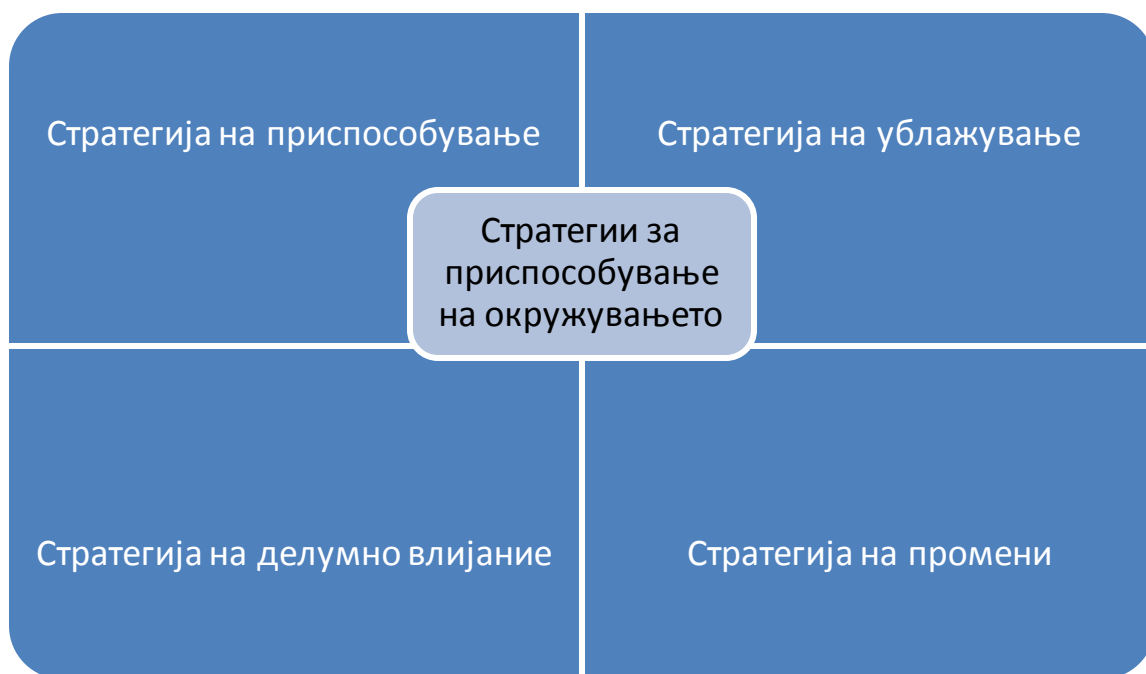 Стратегија на приспособување
Стратегија на ублажување
Стратегии за
приспособување
на окружувањето
Стратегија на делумно влијание
Стратегија на промени